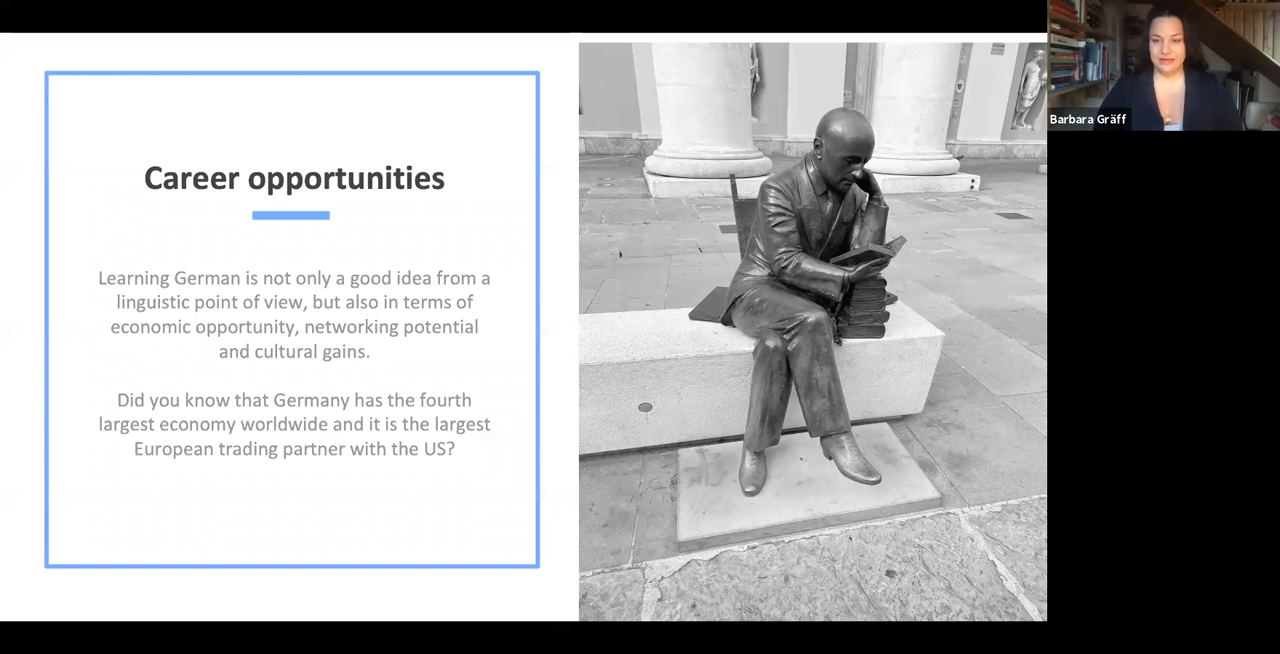 Career opportunities
Learning German is not only a good idea from a
linguistic point of view, but also in terms of
economic opportunity, networking potential
and cultural gains.
Did you know that Germany has the fourth
largest economy worldwide and it is the largest
European trading partner with the US?
Barbara Gräff